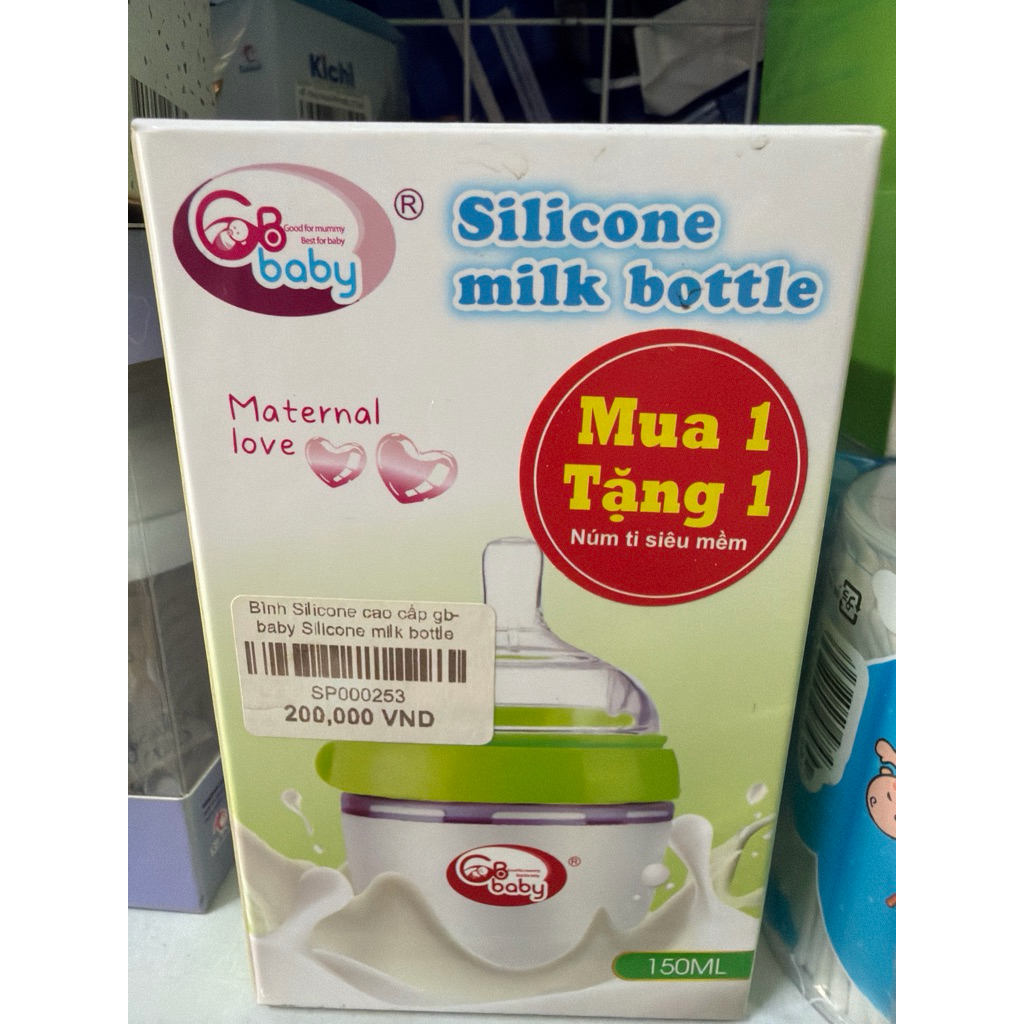 Kichi
GB
Good for mummy
Best for baby
baby
®
Silicone
milk bottle
Maternal
love
Mua 1
Tặng 1
Núm ti siêu mềm
Bình Silicone cao cấp gb-
baby Silicone milk bottle
SP000253
200,000 VND
GB
baby
®
150ML